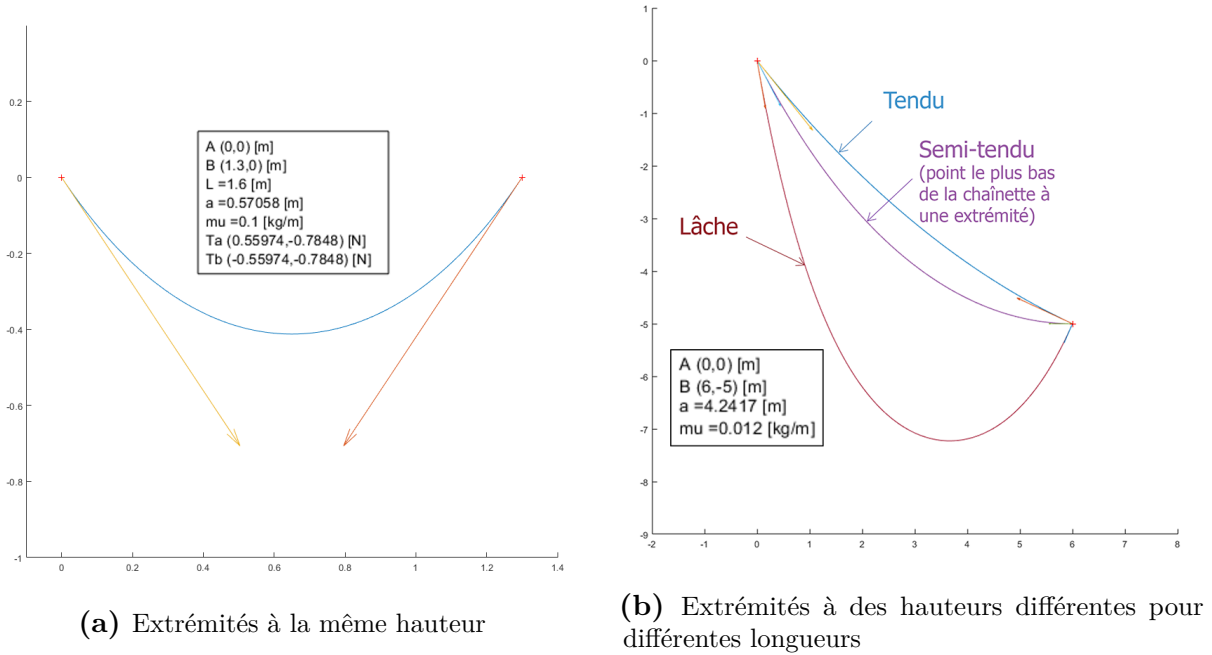 0.2
0
-0.2
-0.4
-0.6
-0.8
-1
0 0.2 0.4 0.6 0.8 1 1.2 1.4
A (0,0) [m]
B (1.3,0) [m]
L =1.6 [m]
a =0.57058 [m]
mu =0.1 [kg/m]
Ta (0.55974,-0.7848) [N]
Tb (-0.55974,-0.7848) [N]
(a) Extrémités à la même hauteur
1
0
-1
-2
-3
-4
-5
-6
-7
-8
-9
-2 -1 0 1 2 3 4 5 6 7 8
Tendu
Semi-tendu
(point le plus bas
de la chaînette à
une extrémité)
Lâche
A (0,0) [m]
B (6,-5) [m]
a =4.2417 [m]
mu =0.012 [kg/m]
(b) Extrémités à des hauteurs différentes pour
différentes longueurs